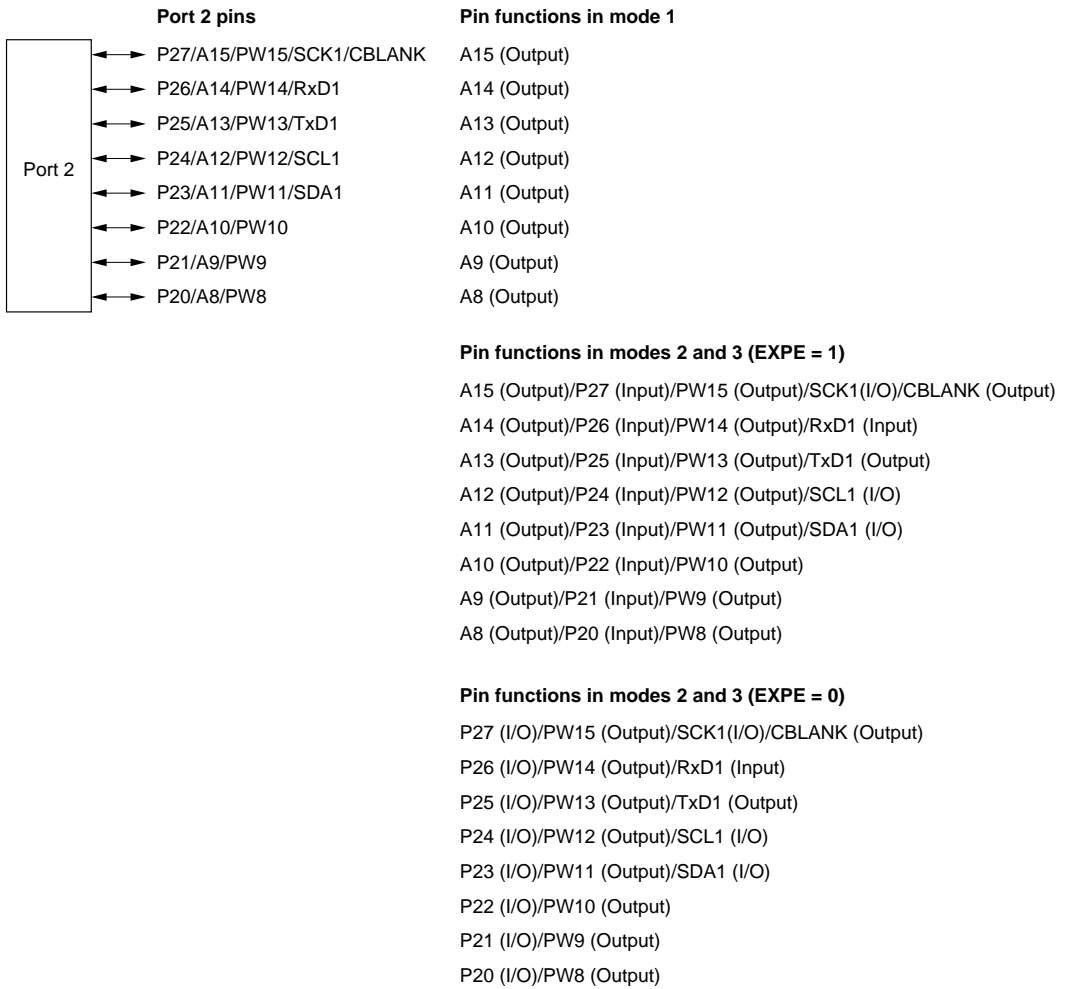 Port 2 pins Pin functions in mode 1
P27/A15/PW15/SCK1/CBLANK A15 (Output)
P26/A14/PW14/RxD1 A14 (Output)
P25/A13/PW13/TxD1 A13 (Output)
P24/A12/PW12/SCL1 A12 (Output)
Port 2
P23/A11/PW11/SDA1 A11 (Output)
P22/A10/PW10 A10 (Output)
P21/A9/PW9 A9 (Output)
P20/A8/PW8 A8 (Output)
Pin functions in modes 2 and 3 (EXPE = 1)
A15 (Output)/P27 (Input)/PW15 (Output)/SCK1(I/O)/CBLANK (Output)
A14 (Output)/P26 (Input)/PW14 (Output)/RxD1 (Input)
A13 (Output)/P25 (Input)/PW13 (Output)/TxD1 (Output)
A12 (Output)/P24 (Input)/PW12 (Output)/SCL1 (I/O)
A11 (Output)/P23 (Input)/PW11 (Output)/SDA1 (I/O)
A10 (Output)/P22 (Input)/PW10 (Output)
A9 (Output)/P21 (Input)/PW9 (Output)
A8 (Output)/P20 (Input)/PW8 (Output)
Pin functions in modes 2 and 3 (EXPE = 0)
P27 (I/O)/PW15 (Output)/SCK1(I/O)/CBLANK (Output)
P26 (I/O)/PW14 (Output)/RxD1 (Input)
P25 (I/O)/PW13 (Output)/TxD1 (Output)
P24 (I/O)/PW12 (Output)/SCL1 (I/O)
P23 (I/O)/PW11 (Output)/SDA1 (I/O)
P22 (I/O)/PW10 (Output)
P21 (I/O)/PW9 (Output)
P20 (I/O)/PW8 (Output)